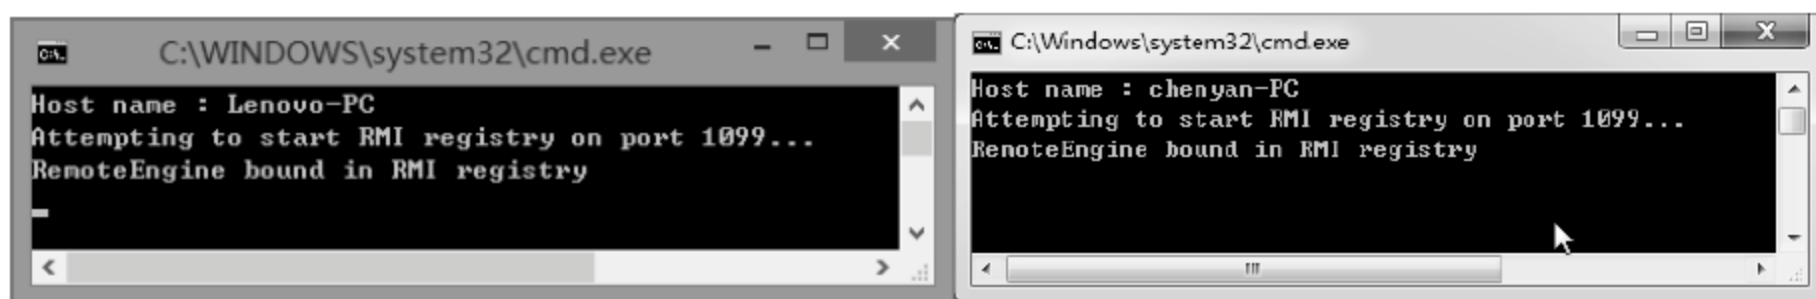 C:\WINDOWS\system32\cmd.exe
Host name : Lenovo-PC
Attempting to start RMI registry on port 1099...
RemoteEngine bound in RMI registry
C:\Windows\system32\cmd.exe
Host name : chenyan-PC
Attempting to start RMI registry on port 1099...
RemoteEngine bound in RMI registry